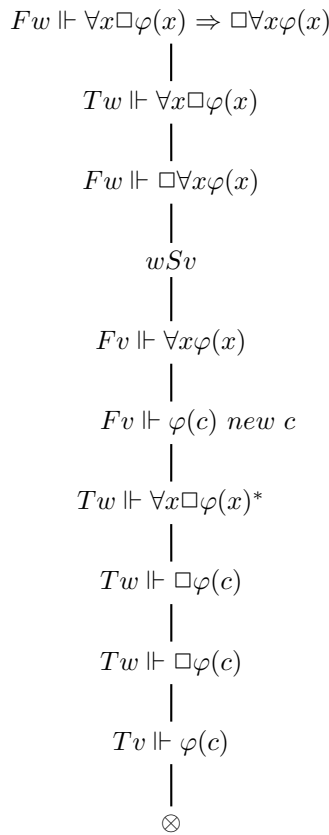 Fw ⊩ ∀x□φ(x) ⇒ □∀xφ(x)
Tw ⊩ ∀x□φ(x)
Fw ⊩ □∀xφ(x)
wSv
Fv ⊩ ∀xφ(x)
Fv ⊩ φ(c) new c
Tw ⊩ ∀x□φ(x)*
Tw ⊩ □φ(c)
Tw ⊩ □φ(c)
Tv ⊩ φ(c)
⊗